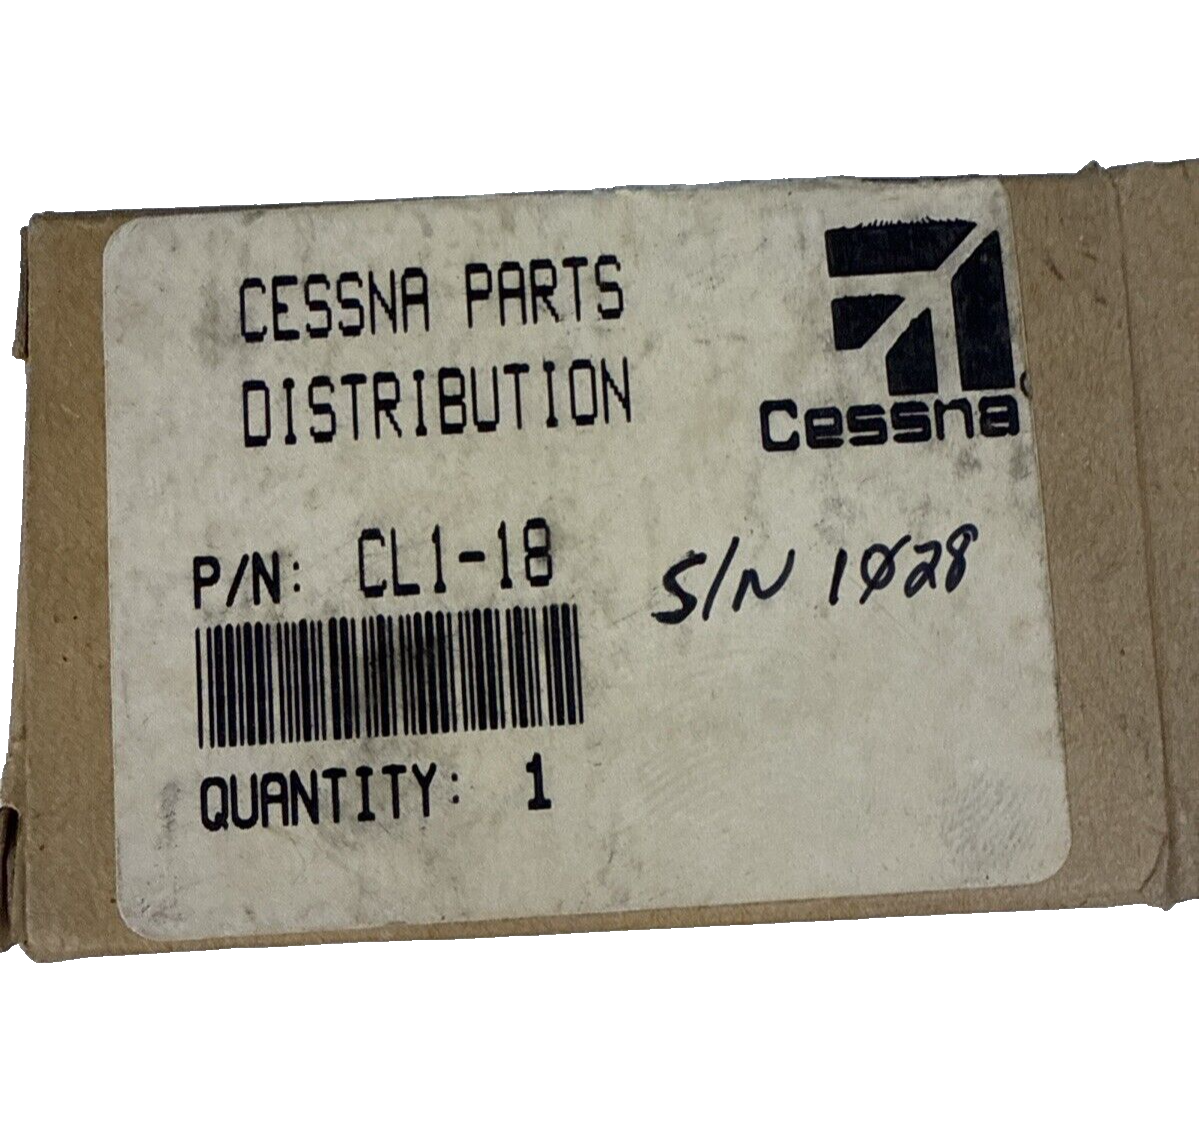 CESSNA PARTS
DISTRIBUTION
Cessna
P/N: CL1-18
S/N 1028
QUANTITY: 1